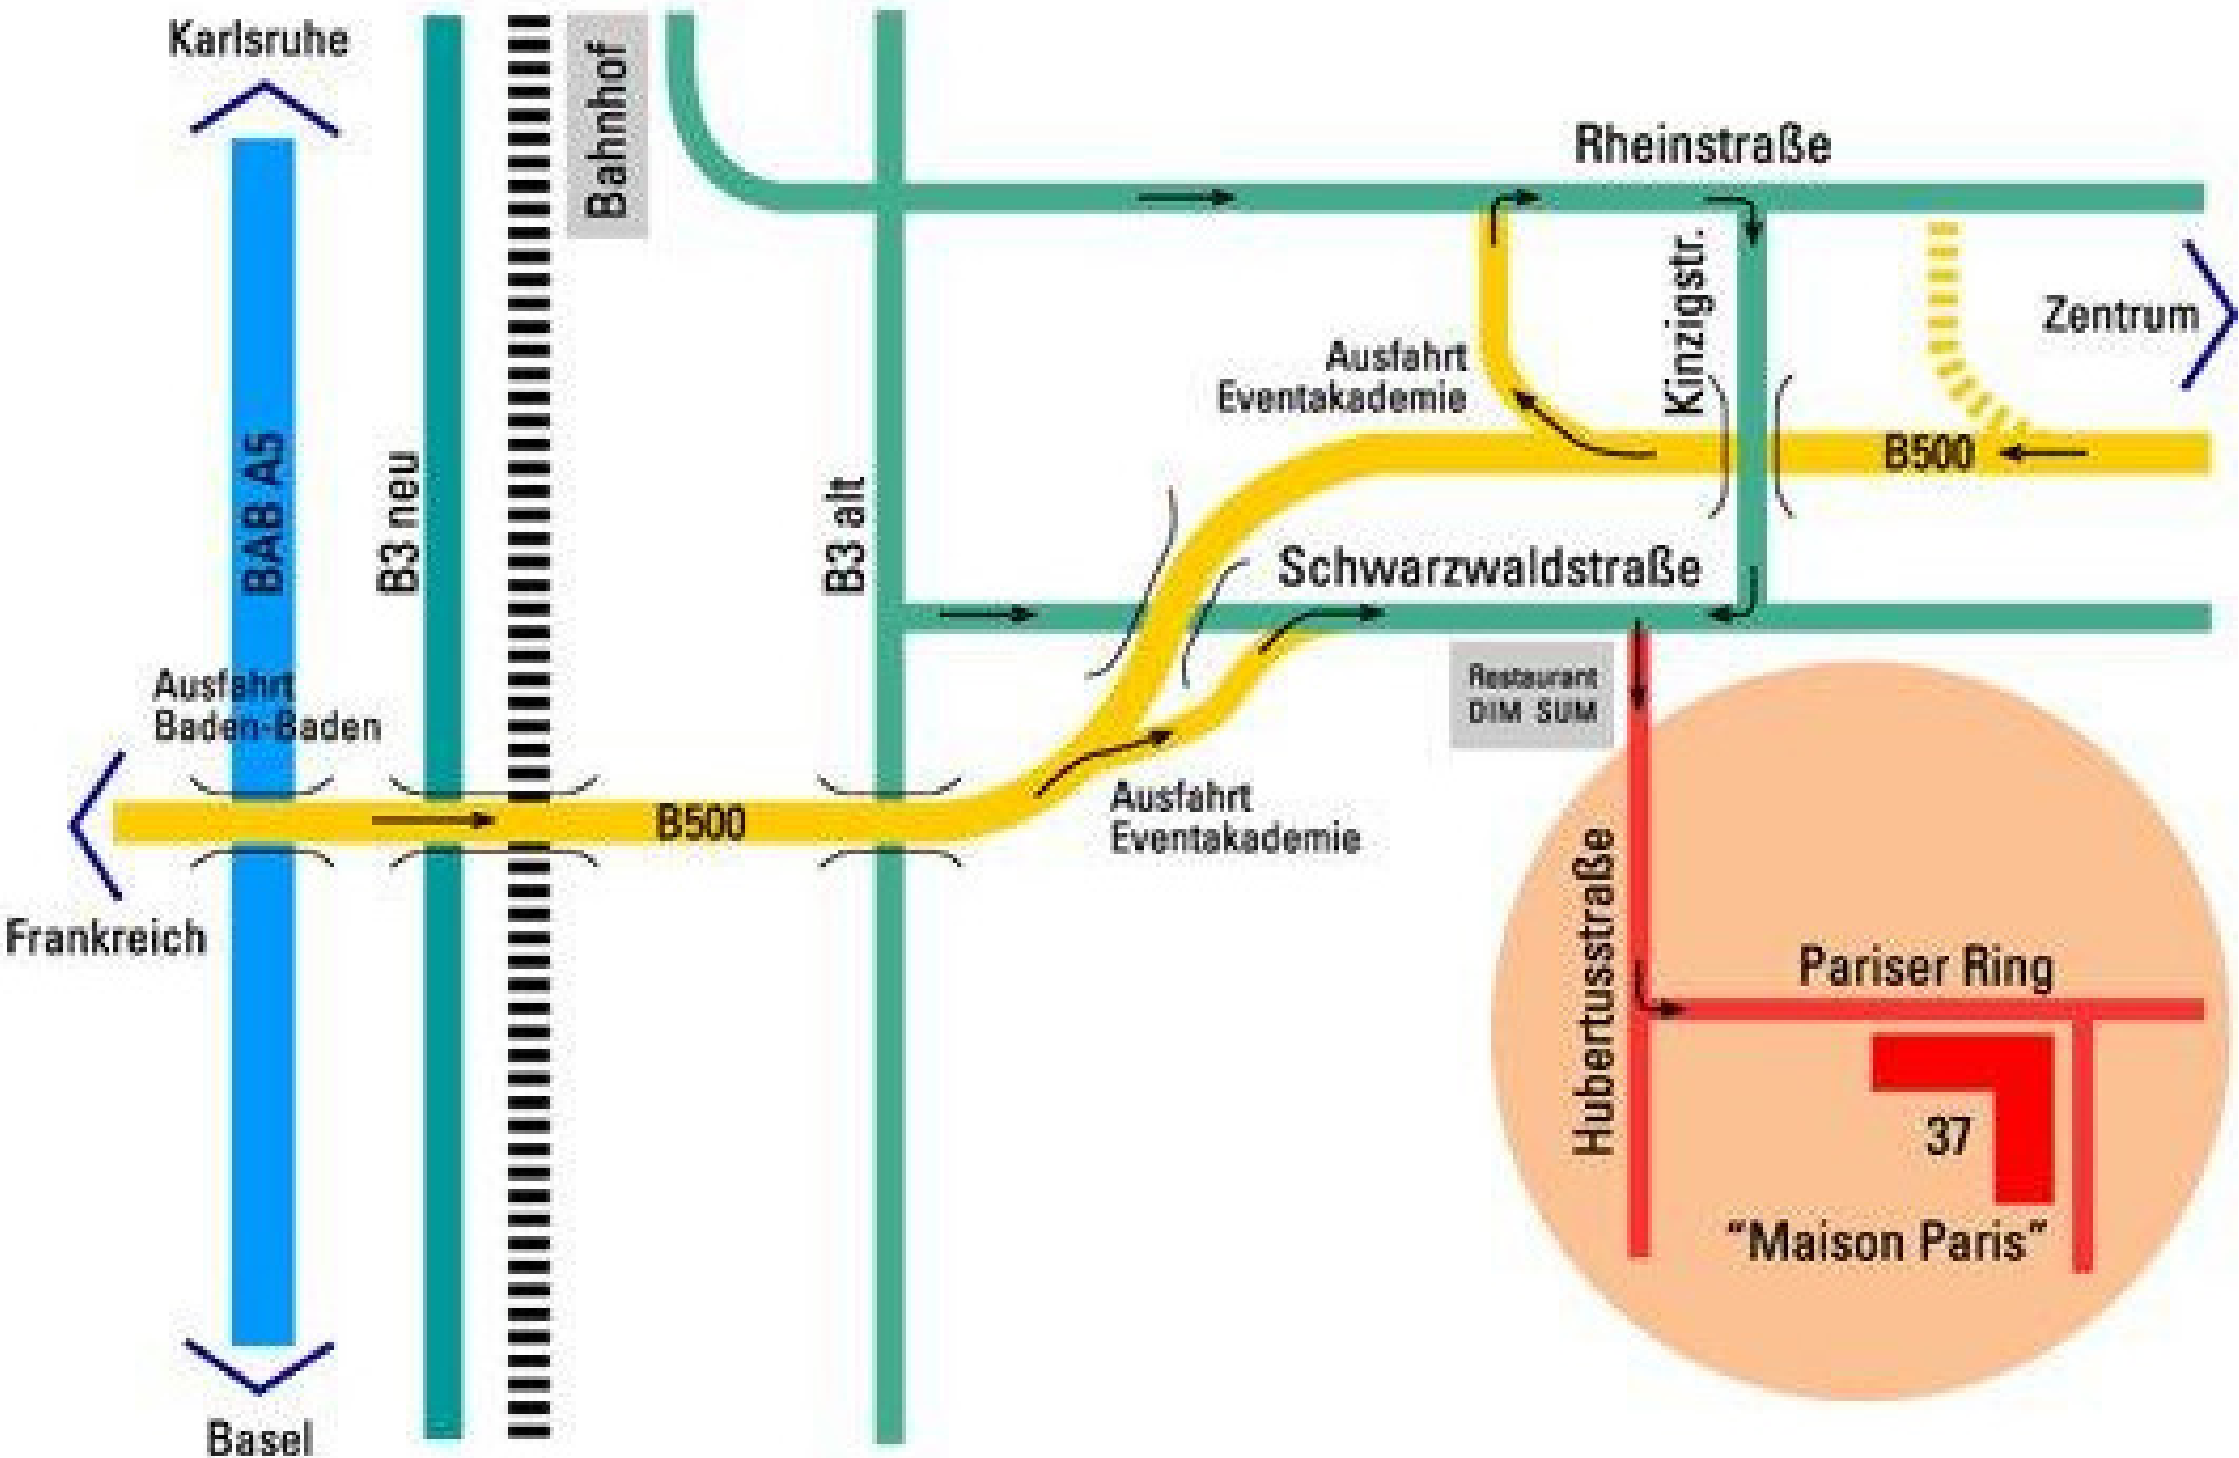 Karlsruhe
Bahnhof
Rheinstraße
Kinzigstr.
Zentrum
Ausfahrt
Eventakademie
B500
BAB A5
B3 neu
B3 alt
Schwarzwaldstraße
Ausfahrt
Baden-Baden
Restaurant
DIM SUM
B500
Ausfahrt
Eventakademie
Frankreich
Hubertusstraße
Pariser Ring
37
"Maison Paris"
Basel